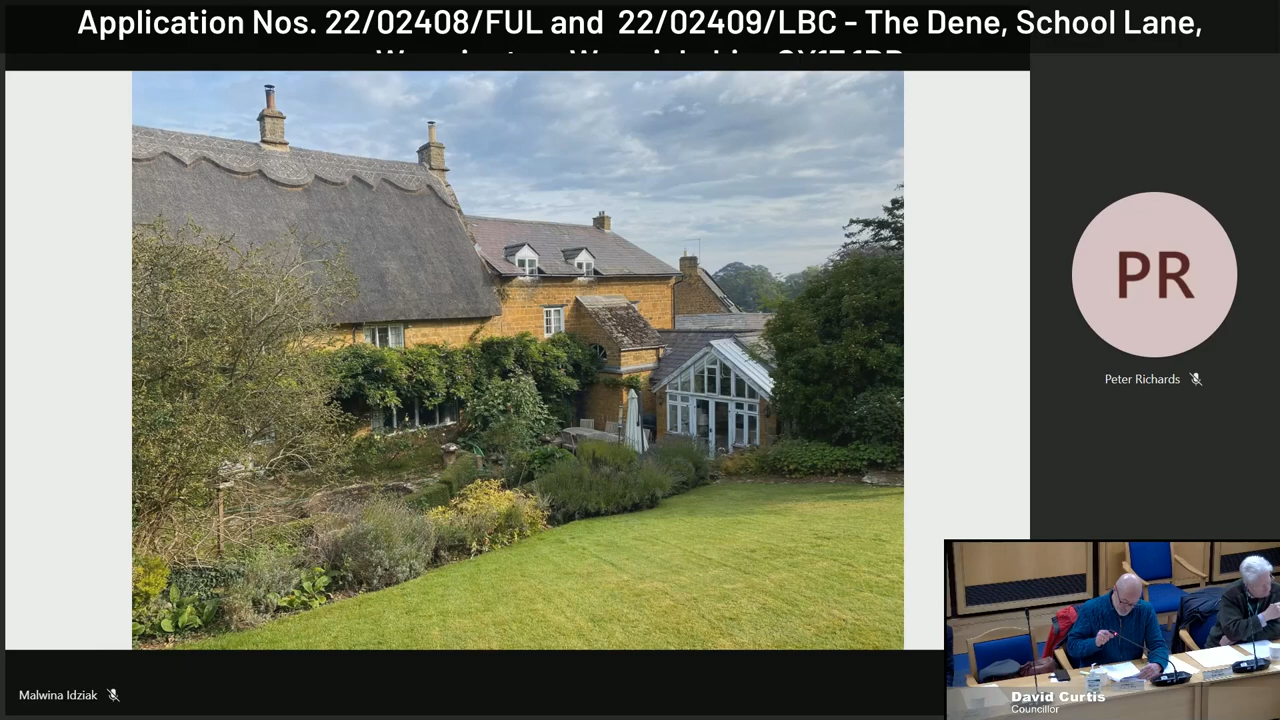 Application Nos. 22/02408/FUL and 22/02409/LBC - The Dene, School Lane,
PR
Peter Richards
Malwina Idziak
David Curtis
Councillor